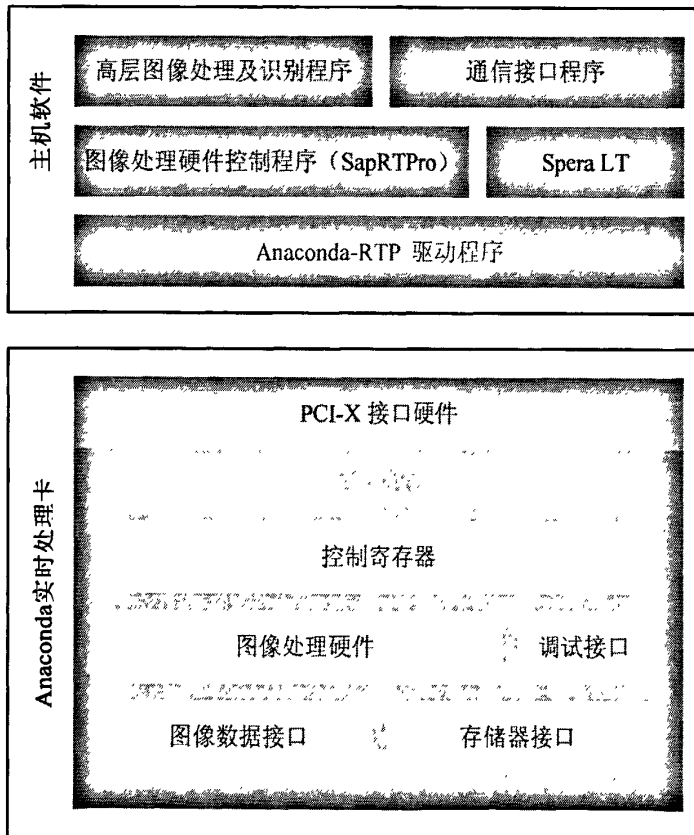 主机软件
高层图像处理及识别程序
通信接口程序
图像处理硬件控制程序（SapRTPro）
Spera LT
Anaconda-RTP 驱动程序
Anaconda实时处理卡
PCI-X 接口硬件
控制寄存器
图像处理硬件
调试接口
图像数据接口
存储器接口